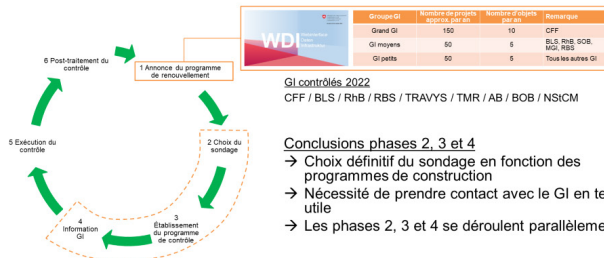 WDI
Groupe GI
Nombre de projets approx. par an
Nombre d'objets par an
Remarque
Grand GI 150 10 CFF
GI moyens 50 5 BLS, RhB, SOB, MGI, RBS
GI petits 50 5 Tous les autres GI
6 Post-traitement du contrôle
1 Annonce du programme de renouvellement
2 Choix du sondage
3 Établissement du programme de contrôle
4 Information GI
5 Exécution du contrôle
GI contrôlés 2022
CFF / BLS / RhB / RBS / TRAVYS / TMR / AB / BOB / NStCM
Conclusions phases 2, 3 et 4
→ Choix définitif du sondage en fonction des
programmes de construction
→ Nécessité de prendre contact avec le GI en te
utile
→ Les phases 2, 3 et 4 se déroulent parallèleme